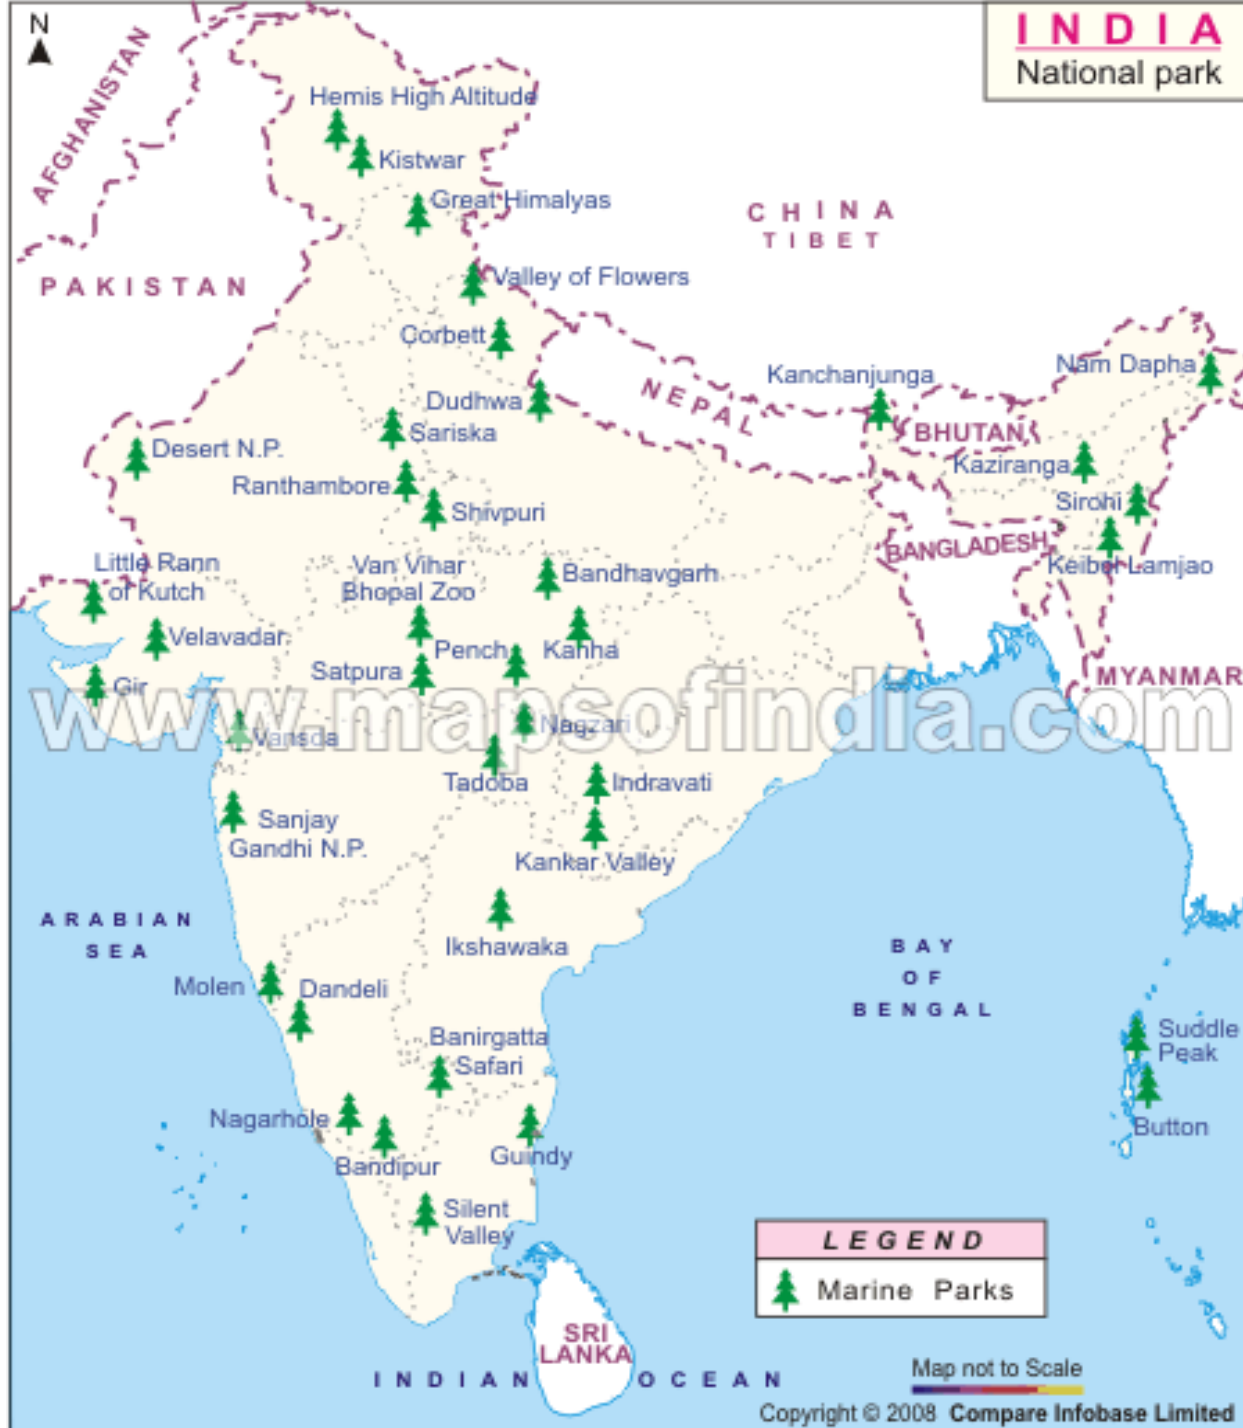 N
INDIA
National park
AFGHANISTAN
Hemis High Altitude
Kistwar
Great Himalyas
CHINA
TIBET
PAKISTAN
Valley of Flowers
Corbett
NEPAL
Kanchanjunga
Nam Dapha
Dudhwa
Sariska
BHUTAN
Desert N.P.
Kaziranga
Ranthambore
Sirohi
Shivpuri
BANGLADESH
Little Rann
of Kutch
Van Vihar
Bhopal Zoo
Bandhavgarh
Keibel Lamjao
Velavadar
Pench
Kanha
Satpura
MYANMAR
Gir
www.mapsofindia.com
Vansda
Nagzari
Tadoba
Indravati
Sanjay
Gandhi N.P.
Kankar Valley
ARABIAN
SEA
Ikshawaka
BAY
OF
BENGAL
Molen
Dandeli
Banirgatta
Safari
Suddle
Peak
Nagarhole
Button
Guindy
Bandipur
Silent
Valley
LEGEND
Marine Parks
SRI
LANKA
INDIAN OCEAN
Map not to Scale
Copyright © 2008 Compare Infobase Limited